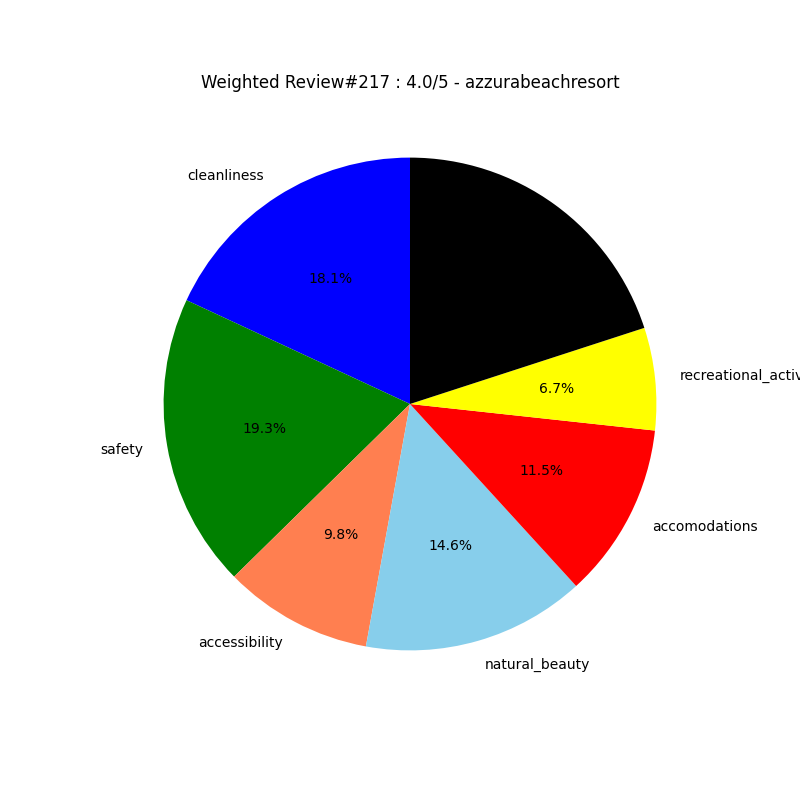 Weighted Review#217 : 4.0/5 - azzurabeachresort
cleanliness
18.1%
recreational_activ
6.7%
safety
19.3%
11.5%
accomodations
9.8%
14.6%
accessibility
natural_beauty